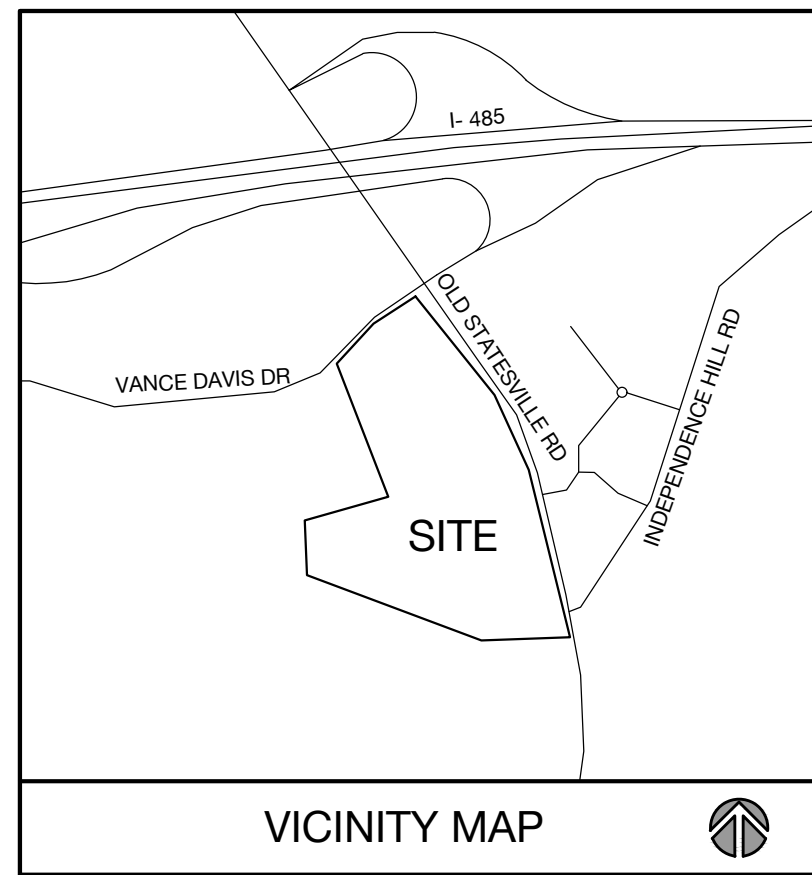 I- 485
OLD STATESVILLE RD
INDEPENDENCE HILL RD
VANCE DAVIS DR
SITE
VICINITY MAP